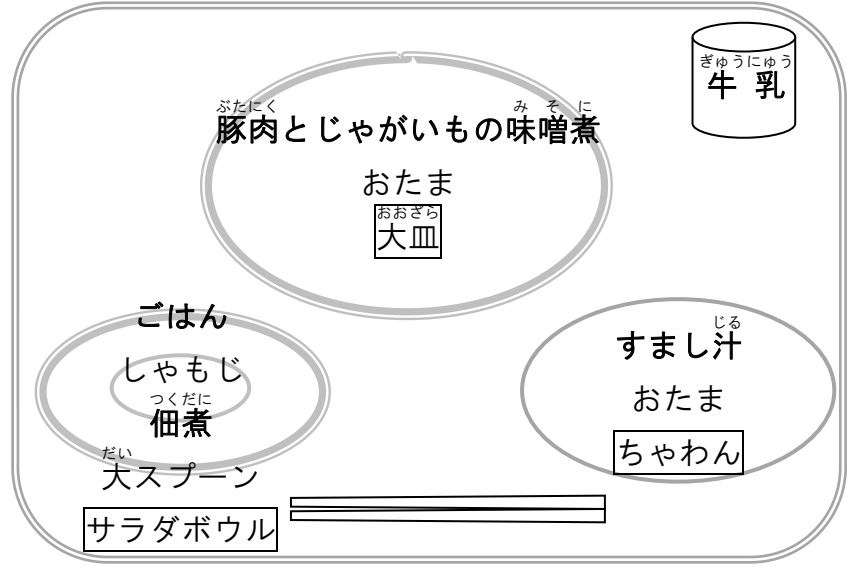 ぎゅうにゅう
牛 乳
ぶたにく み そ に
豚肉とじゃがいもの味噌煮
おたま
おおざら
大皿
ごはん
しゃもじ
つくだに
佃煮
だい
大スプーン
サラダボウル
じる
すまし汁
おたま
ちゃわん